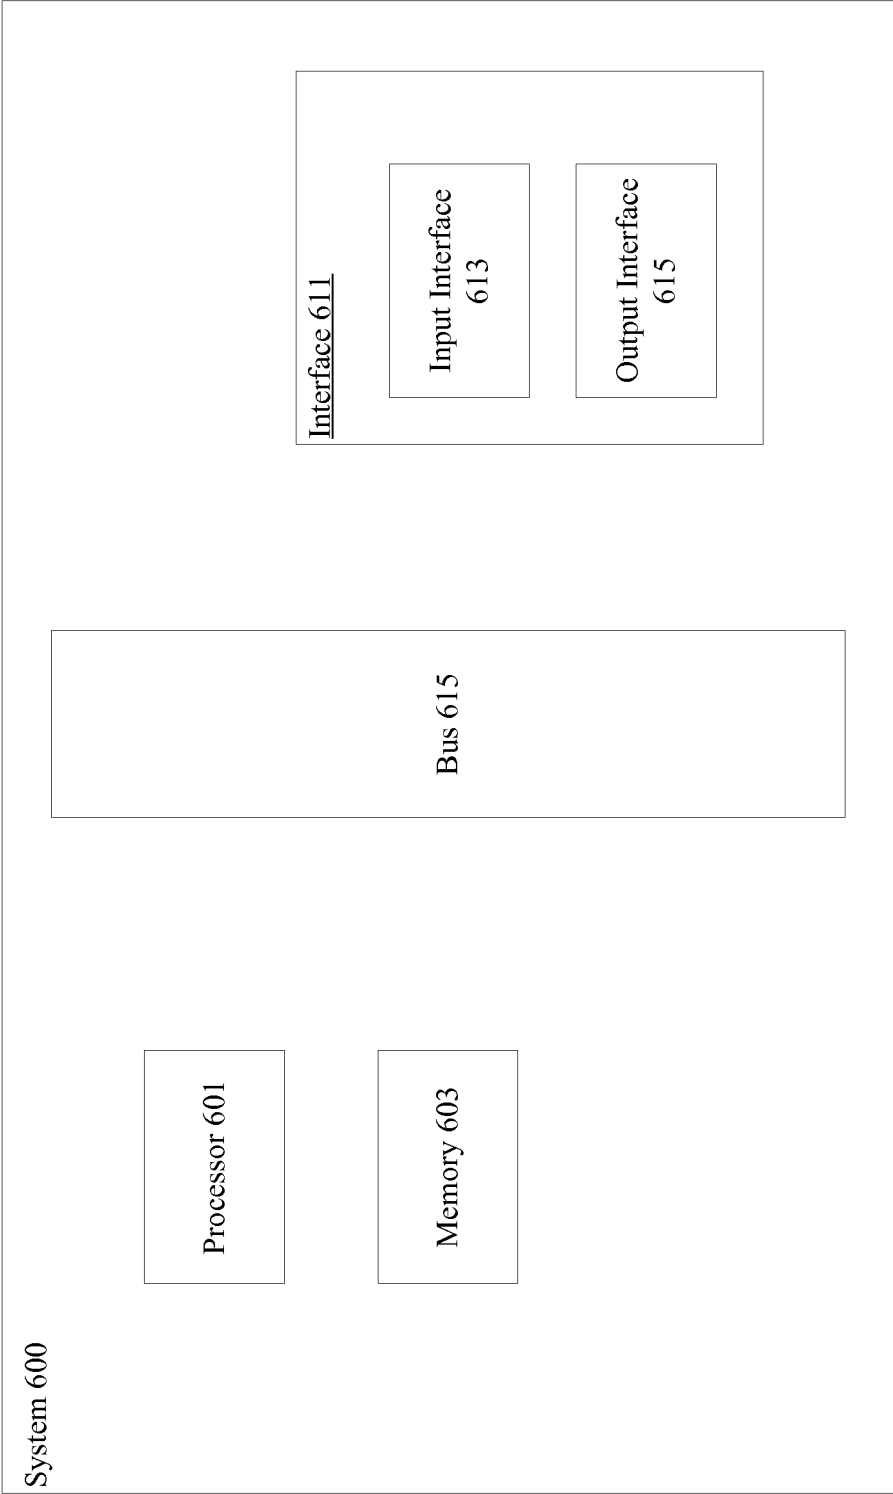 System 600
Processor 601
Memory 603
Bus 615
Interface 611
Input Interface
613
Output Interface
615